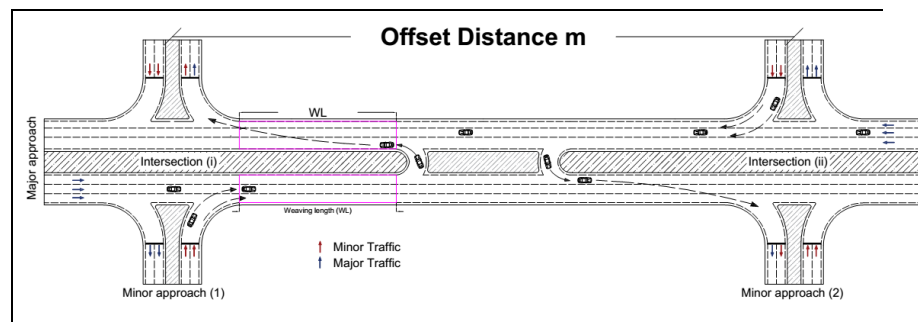 Offset Distance m
WL
Major approach
Intersection (i)
Intersection (ii)
Weaving length (WL)
Minor Traffic
Major Traffic
Minor approach (1)
Minor approach (2)